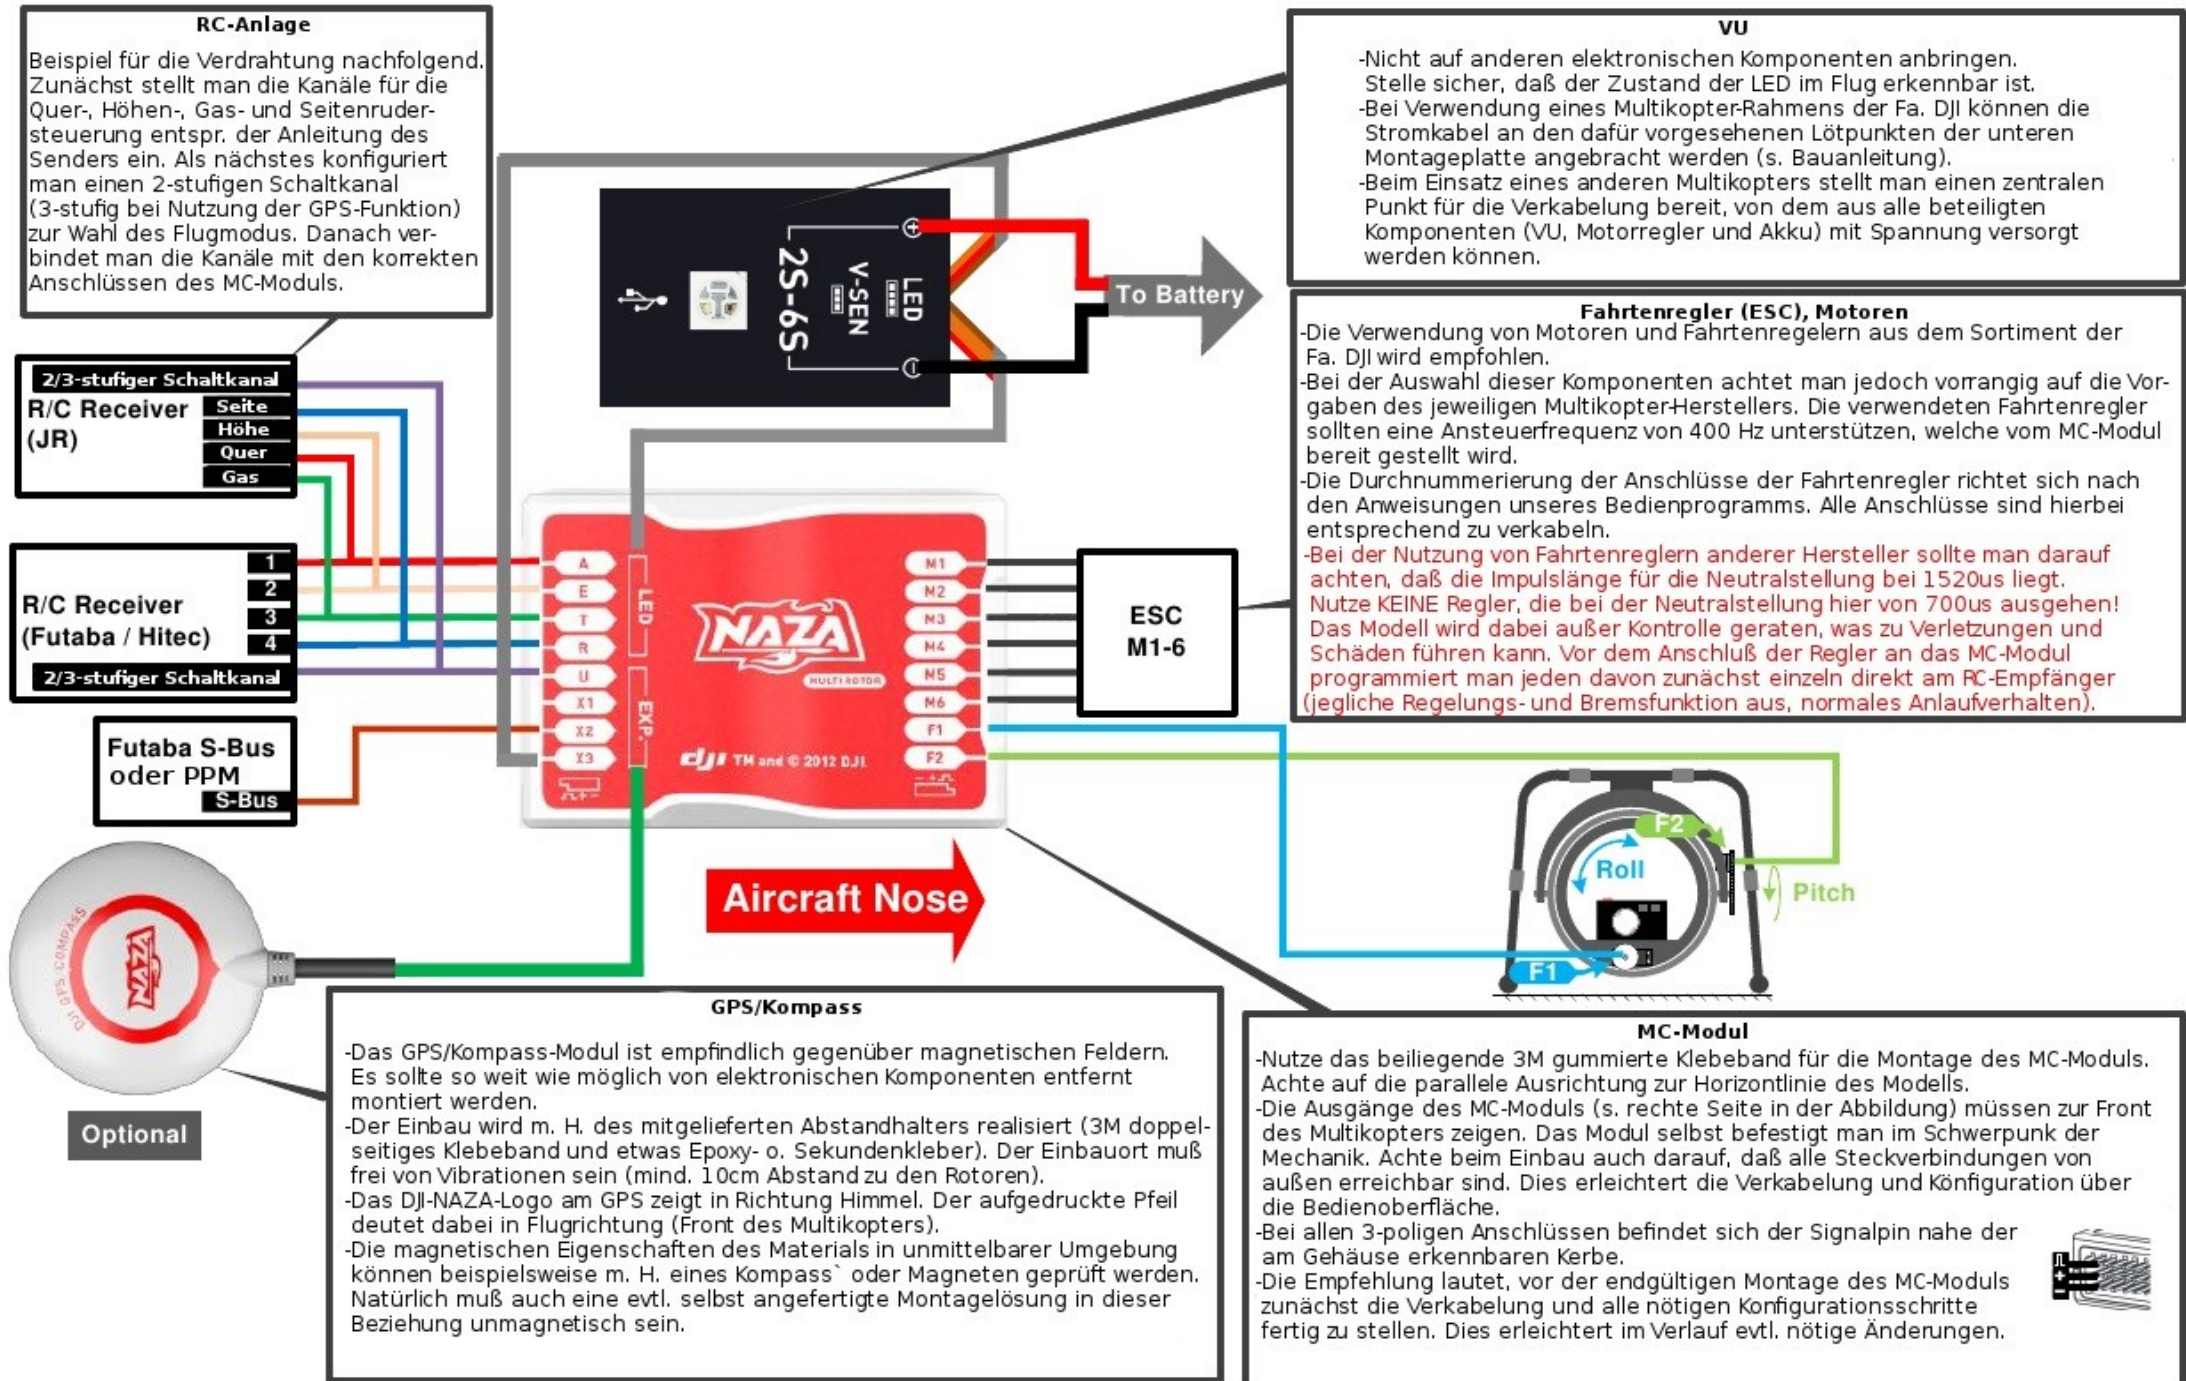 RC-Anlage
Beispiel für die Verdrahtung nachfolgend.
Zunächst stellt man die Kanäle für die
Quer-, Höhen-, Gas- und Seitenruder-
steuerung entspr. der Anleitung des
Senders ein. Als nächstes konfiguriert
man einen 2-stufigen Schaltkanal
(3-stufig bei Nutzung der GPS-Funktion)
zur Wahl des Flugmodus. Danach ver-
bindet man die Kanäle mit den korrekten
Anschlüssen des MC-Moduls.
VU
-Nicht auf anderen elektronischen Komponenten anbringen.
Stelle sicher, daß der Zustand der LED im Flug erkennbar ist.
-Bei Verwendung eines Multikopter-Rahmens der Fa. DJI können die
Stromkabel an den dafür vorgesehenen Lötpunkten der unteren
Montageplatte angebracht werden (s. Bauanleitung).
-Beim Einsatz eines anderen Multikopters stellt man einen zentralen
Punkt für die Verkabelung bereit, von dem aus alle beteiligten
Komponenten (VU, Motorregler und Akku) mit Spannung versorgt
werden können.
2S-6S
V-SEN
LED
To Battery
Fahrtenregler (ESC), Motoren
-Die Verwendung von Motoren und Fahrtenregelern aus dem Sortiment der
Fa. DJI wird empfohlen.
-Bei der Auswahl dieser Komponenten achtet man jedoch vorrangig auf die Vor-
gaben des jeweiligen Multikopter-Herstellers. Die verwendeten Fahrtenregler
sollten eine Ansteuerfrequenz von 400 Hz unterstützen, welche vom MC-Modul
bereit gestellt wird.
-Die Durchnummerierung der Anschlüsse der Fahrtenregler richtet sich nach
den Anweisungen unseres Bedienprogramms. Alle Anschlüsse sind hierbei
entsprechend zu verkabeln.
-Bei der Nutzung von Fahrtenreglern anderer Hersteller sollte man darauf
achten, daß die Impulslänge für die Neutralstellung bei 1520us liegt.
Nutze KEINE Regler, die bei der Neutralstellung hier von 700us ausgehen!
Das Modell wird dabei außer Kontrolle geraten, was zu Verletzungen und
Schäden führen kann. Vor dem Anschluß der Regler an das MC-Modul
programmiert man jeden davon zunächst einzeln direkt am RC-Empfänger
(jegliche Regelungs- und Bremsfunktion aus, normales Anlaufverhalten).
2/3-stufiger Schaltkanal
R/C Receiver
(JR)
Seite
Höhe
Quer
Gas
R/C Receiver
(Futaba / Hitec)
1
2
3
4
2/3-stufiger Schaltkanal
Futaba S-Bus
oder PPM
S-Bus
A
E
T
R
U
X1
X2
X3
LED
EXP.
NAZA
MULTI ROTOR
dji TM and © 2012 DJI.
M1
M2
M3
M4
M5
M6
F1
F2
ESC
M1-6
Aircraft Nose
F2
Roll
Pitch
F1
DJI GPS COMPASS
NAZA
Optional
GPS/Kompass
-Das GPS/Kompass-Modul ist empfindlich gegenüber magnetischen Feldern.
Es sollte so weit wie möglich von elektronischen Komponenten entfernt
montiert werden.
-Der Einbau wird m. H. des mitgelieferten Abstandhalters realisiert (3M doppel-
seitiges Klebeband und etwas Epoxy- o. Sekundenkleber). Der Einbauort muß
frei von Vibrationen sein (mind. 10cm Abstand zu den Rotoren).
-Das DJI-NAZA-Logo am GPS zeigt in Richtung Himmel. Der aufgedruckte Pfeil
deutet dabei in Flugrichtung (Front des Multikopters).
-Die magnetischen Eigenschaften des Materials in unmittelbarer Umgebung
können beispielsweise m. H. eines Kompass` oder Magneten geprüft werden.
Natürlich muß auch eine evtl. selbst angefertigte Montagelösung in dieser
Beziehung unmagnetisch sein.
MC-Modul
-Nutze das beiliegende 3M gummierte Klebeband für die Montage des MC-Moduls.
Achte auf die parallele Ausrichtung zur Horizontlinie des Modells.
-Die Ausgänge des MC-Moduls (s. rechte Seite in der Abbildung) müssen zur Front
des Multikopters zeigen. Das Modul selbst befestigt man im Schwerpunk der
Mechanik. Achte beim Einbau auch darauf, daß alle Steckverbindungen von
außen erreichbar sind. Dies erleichtert die Verkabelung und Könfiguration über
die Bedienoberfläche.
-Bei allen 3-poligen Anschlüssen befindet sich der Signalpin nahe der
am Gehäuse erkennbaren Kerbe.
-Die Empfehlung lautet, vor der endgültigen Montage des MC-Moduls
zunächst die Verkabelung und alle nötigen Konfigurationsschritte
fertig zu stellen. Dies erleichtert im Verlauf evtl. nötige Änderungen.